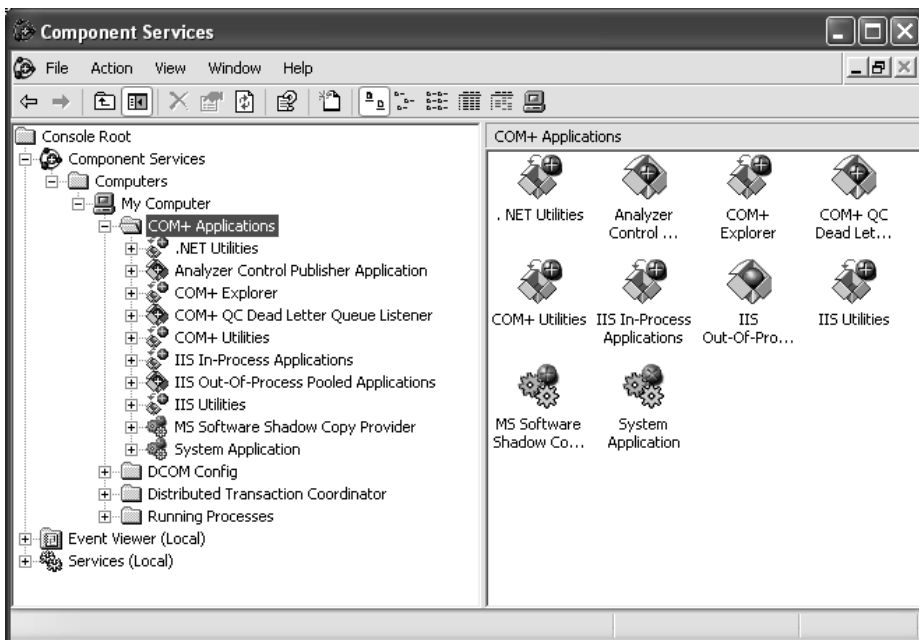 Component Services
File Action View Window Help
Console Root
Component Services
Computers
My Computer
COM+ Applications
.NET Utilities
Analyzer Control Publisher Application
COM+ Explorer
COM+ QC Dead Letter Queue Listener
COM+ Utilities
IIS In-Process Applications
IIS Out-Of-Process Pooled Applications
IIS Utilities
MS Software Shadow Copy Provider
System Application
DCOM Config
Distributed Transaction Coordinator
Running Processes
Event Viewer (Local)
Services (Local)
COM+ Applications
. NET Utilities
Analyzer
Control ...
COM+
Explorer
COM+ QC
Dead Let...
COM+ Utilities
IIS In-Process
Applications
IIS
Out-Of-Pro...
IIS Utilities
MS Software
Shadow Co...
System
Application